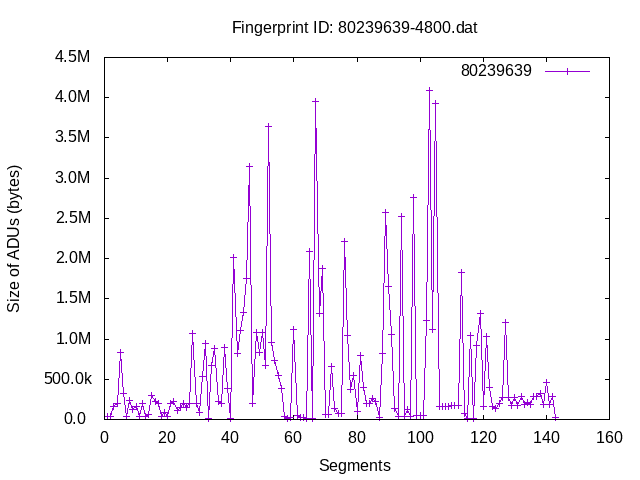 Fingerprint ID: 80239639-4800.dat
80239639
Size of ADUs (bytes)
4.5M
4.0M
3.5M
3.0M
2.5M
2.0M
1.5M
1.0M
500.0k
0.0
0 20 40 60 80 100 120 140 160
Segments